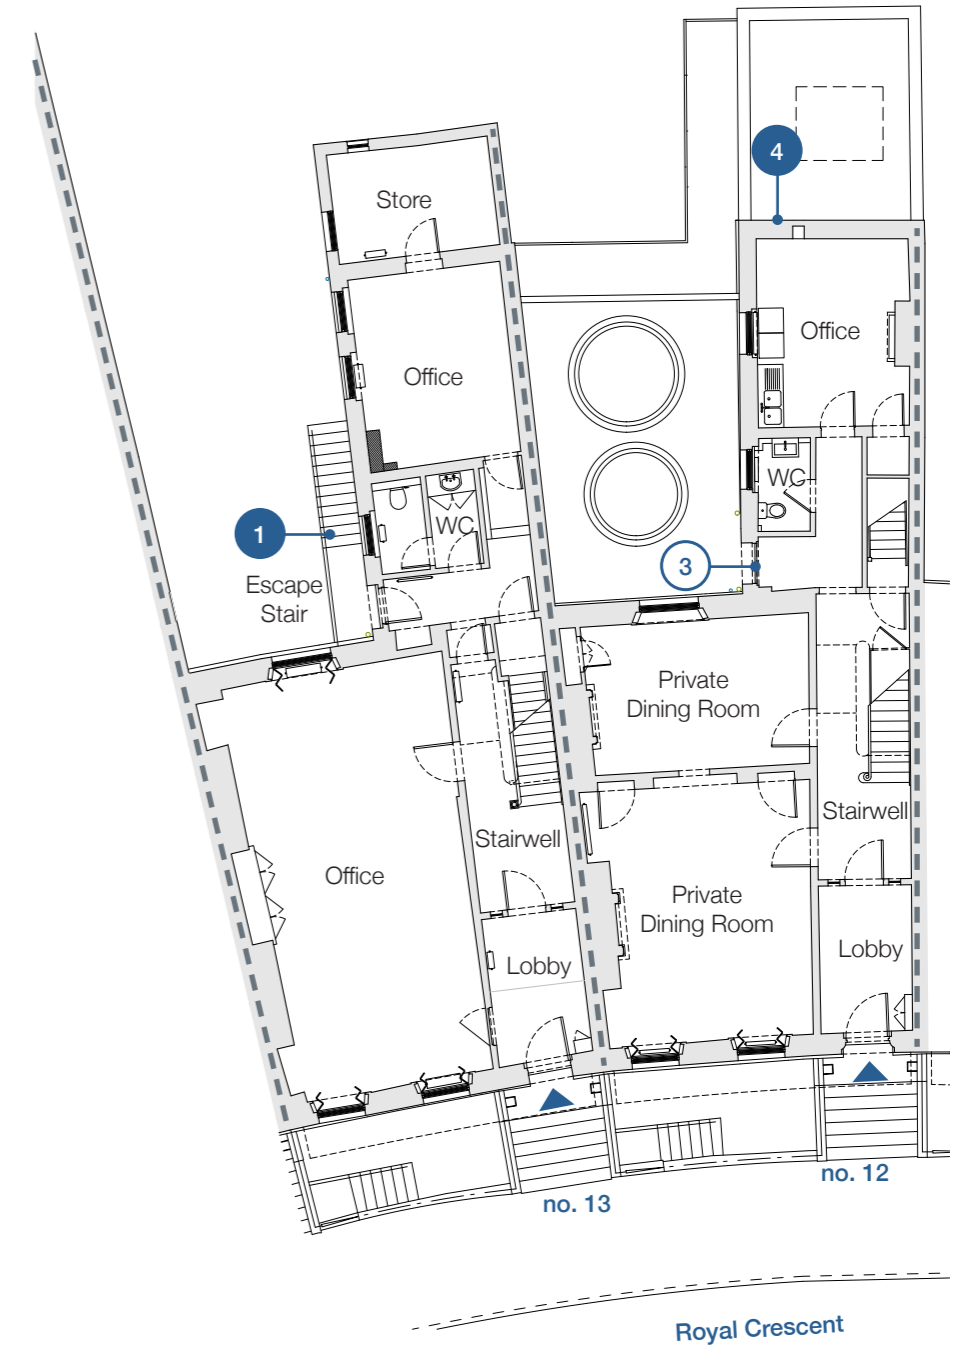 4
Store
Office
Office
WC
WC
1
3
Escape
Stair
Private
Dining Room
Stairwell
Stairwell
Office
Private
Dining Room
Lobby
Lobby
no. 12
no. 13
Royal Crescent